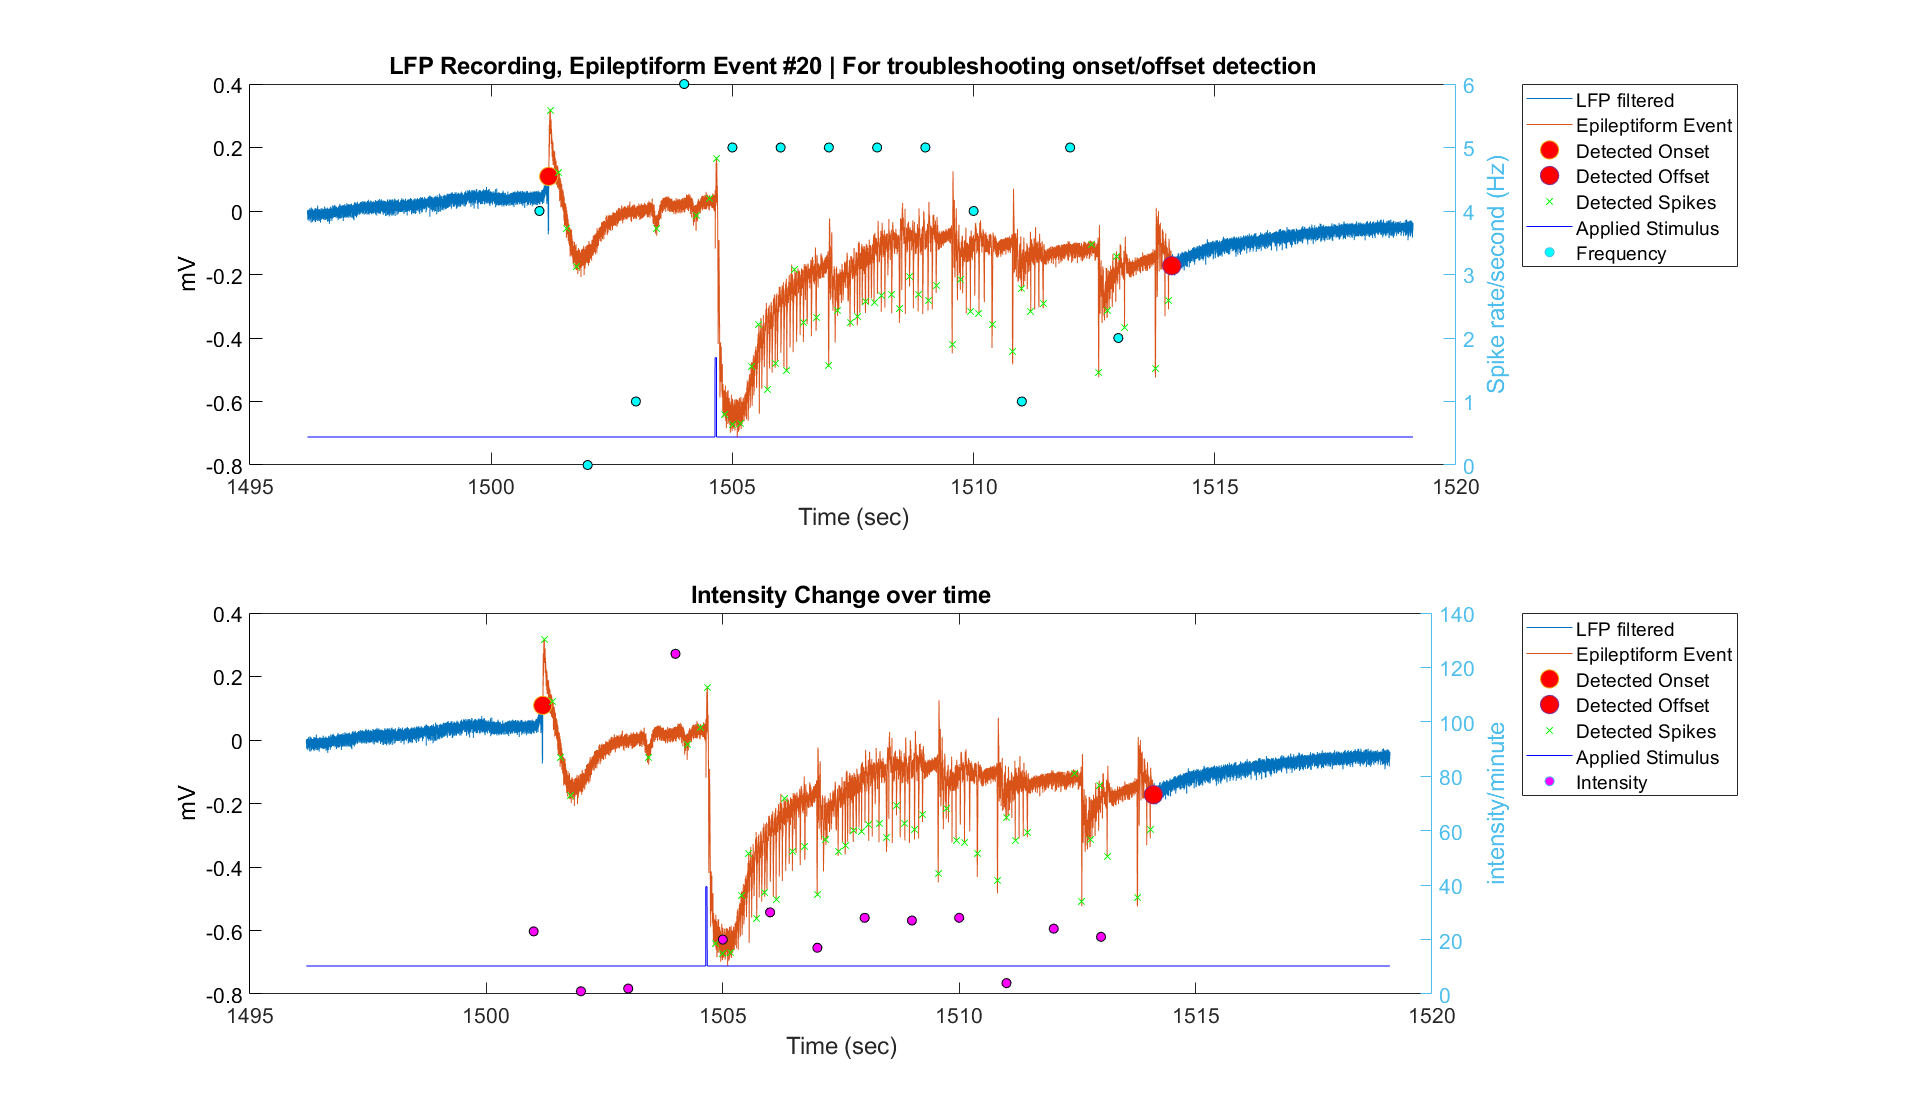 LFP Recording, Epileptiform Event #20 | For troubleshooting onset/offset detection
0.4
0.2
0
-0.2
-0.4
-0.6
-0.8
mV
1495
1500
1505
1510
1515
1520
Time (sec)
6
5
4
3
2
1
0
Spike rate/second (Hz)
LFP filtered
Epileptiform Event
Detected Onset
Detected Offset
Detected Spikes
Applied Stimulus
Frequency
Intensity Change over time
0.4
0.2
0
-0.2
-0.4
-0.6
-0.8
mV
1495
1500
1505
1510
1515
1520
Time (sec)
140
120
100
80
60
40
20
0
intensity/minute
LFP filtered
Epileptiform Event
Detected Onset
Detected Offset
Detected Spikes
Applied Stimulus
Intensity